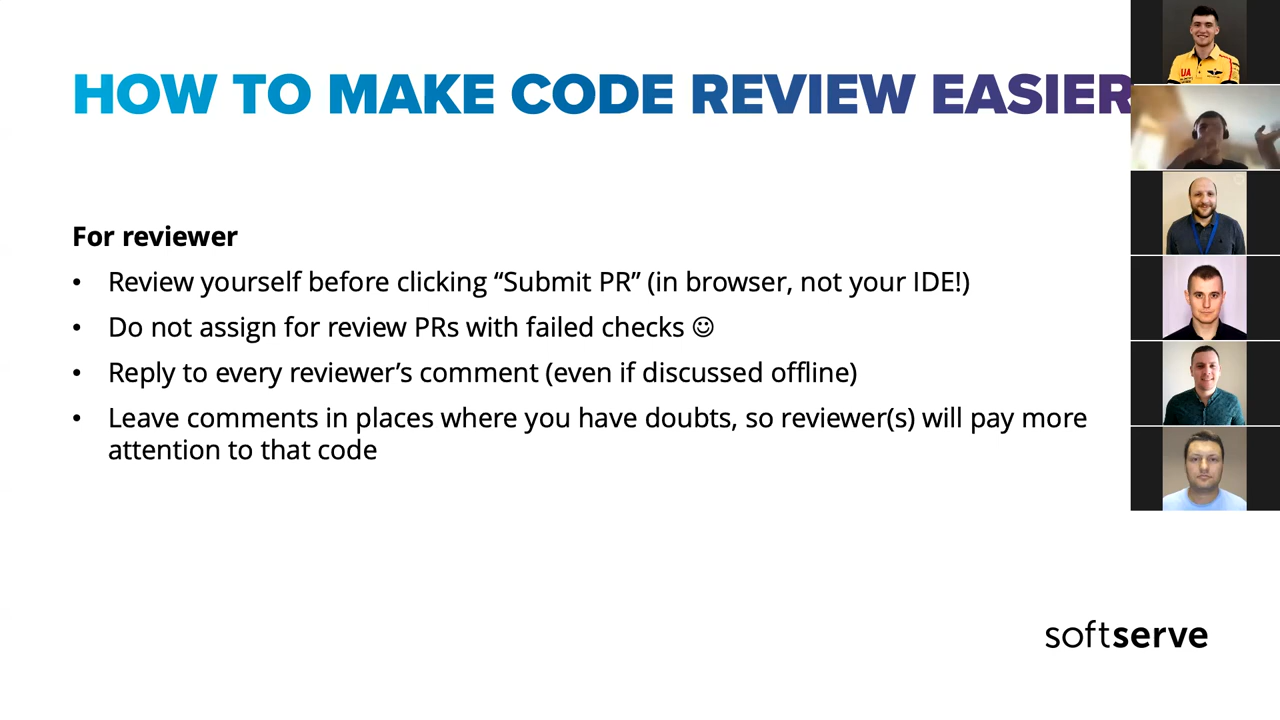 HOW TO MAKE CODE REVIEW EASIER
For reviewer
• Review yourself before clicking “Submit PR” (in browser, not your IDE!)
• Do not assign for review PRs with failed checks ☺
• Reply to every reviewer’s comment (even if discussed offline)
• Leave comments in places where you have doubts, so reviewer(s) will pay more
attention to that code
UA
softserve